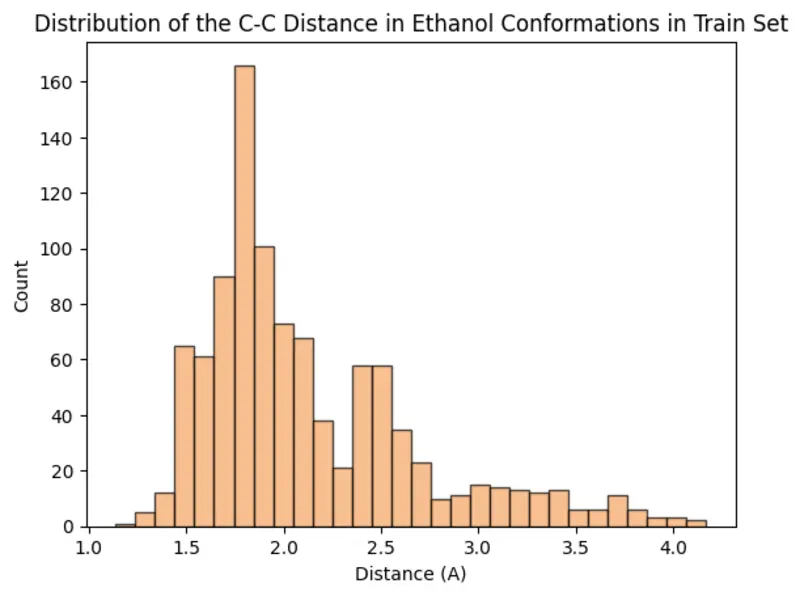 Distribution of the C-C Distance in Ethanol Conformations in Train Set
160
140
120
100
80
60
40
20
0
Count
1.0 1.5 2.0 2.5 3.0 3.5 4.0
Distance (A)